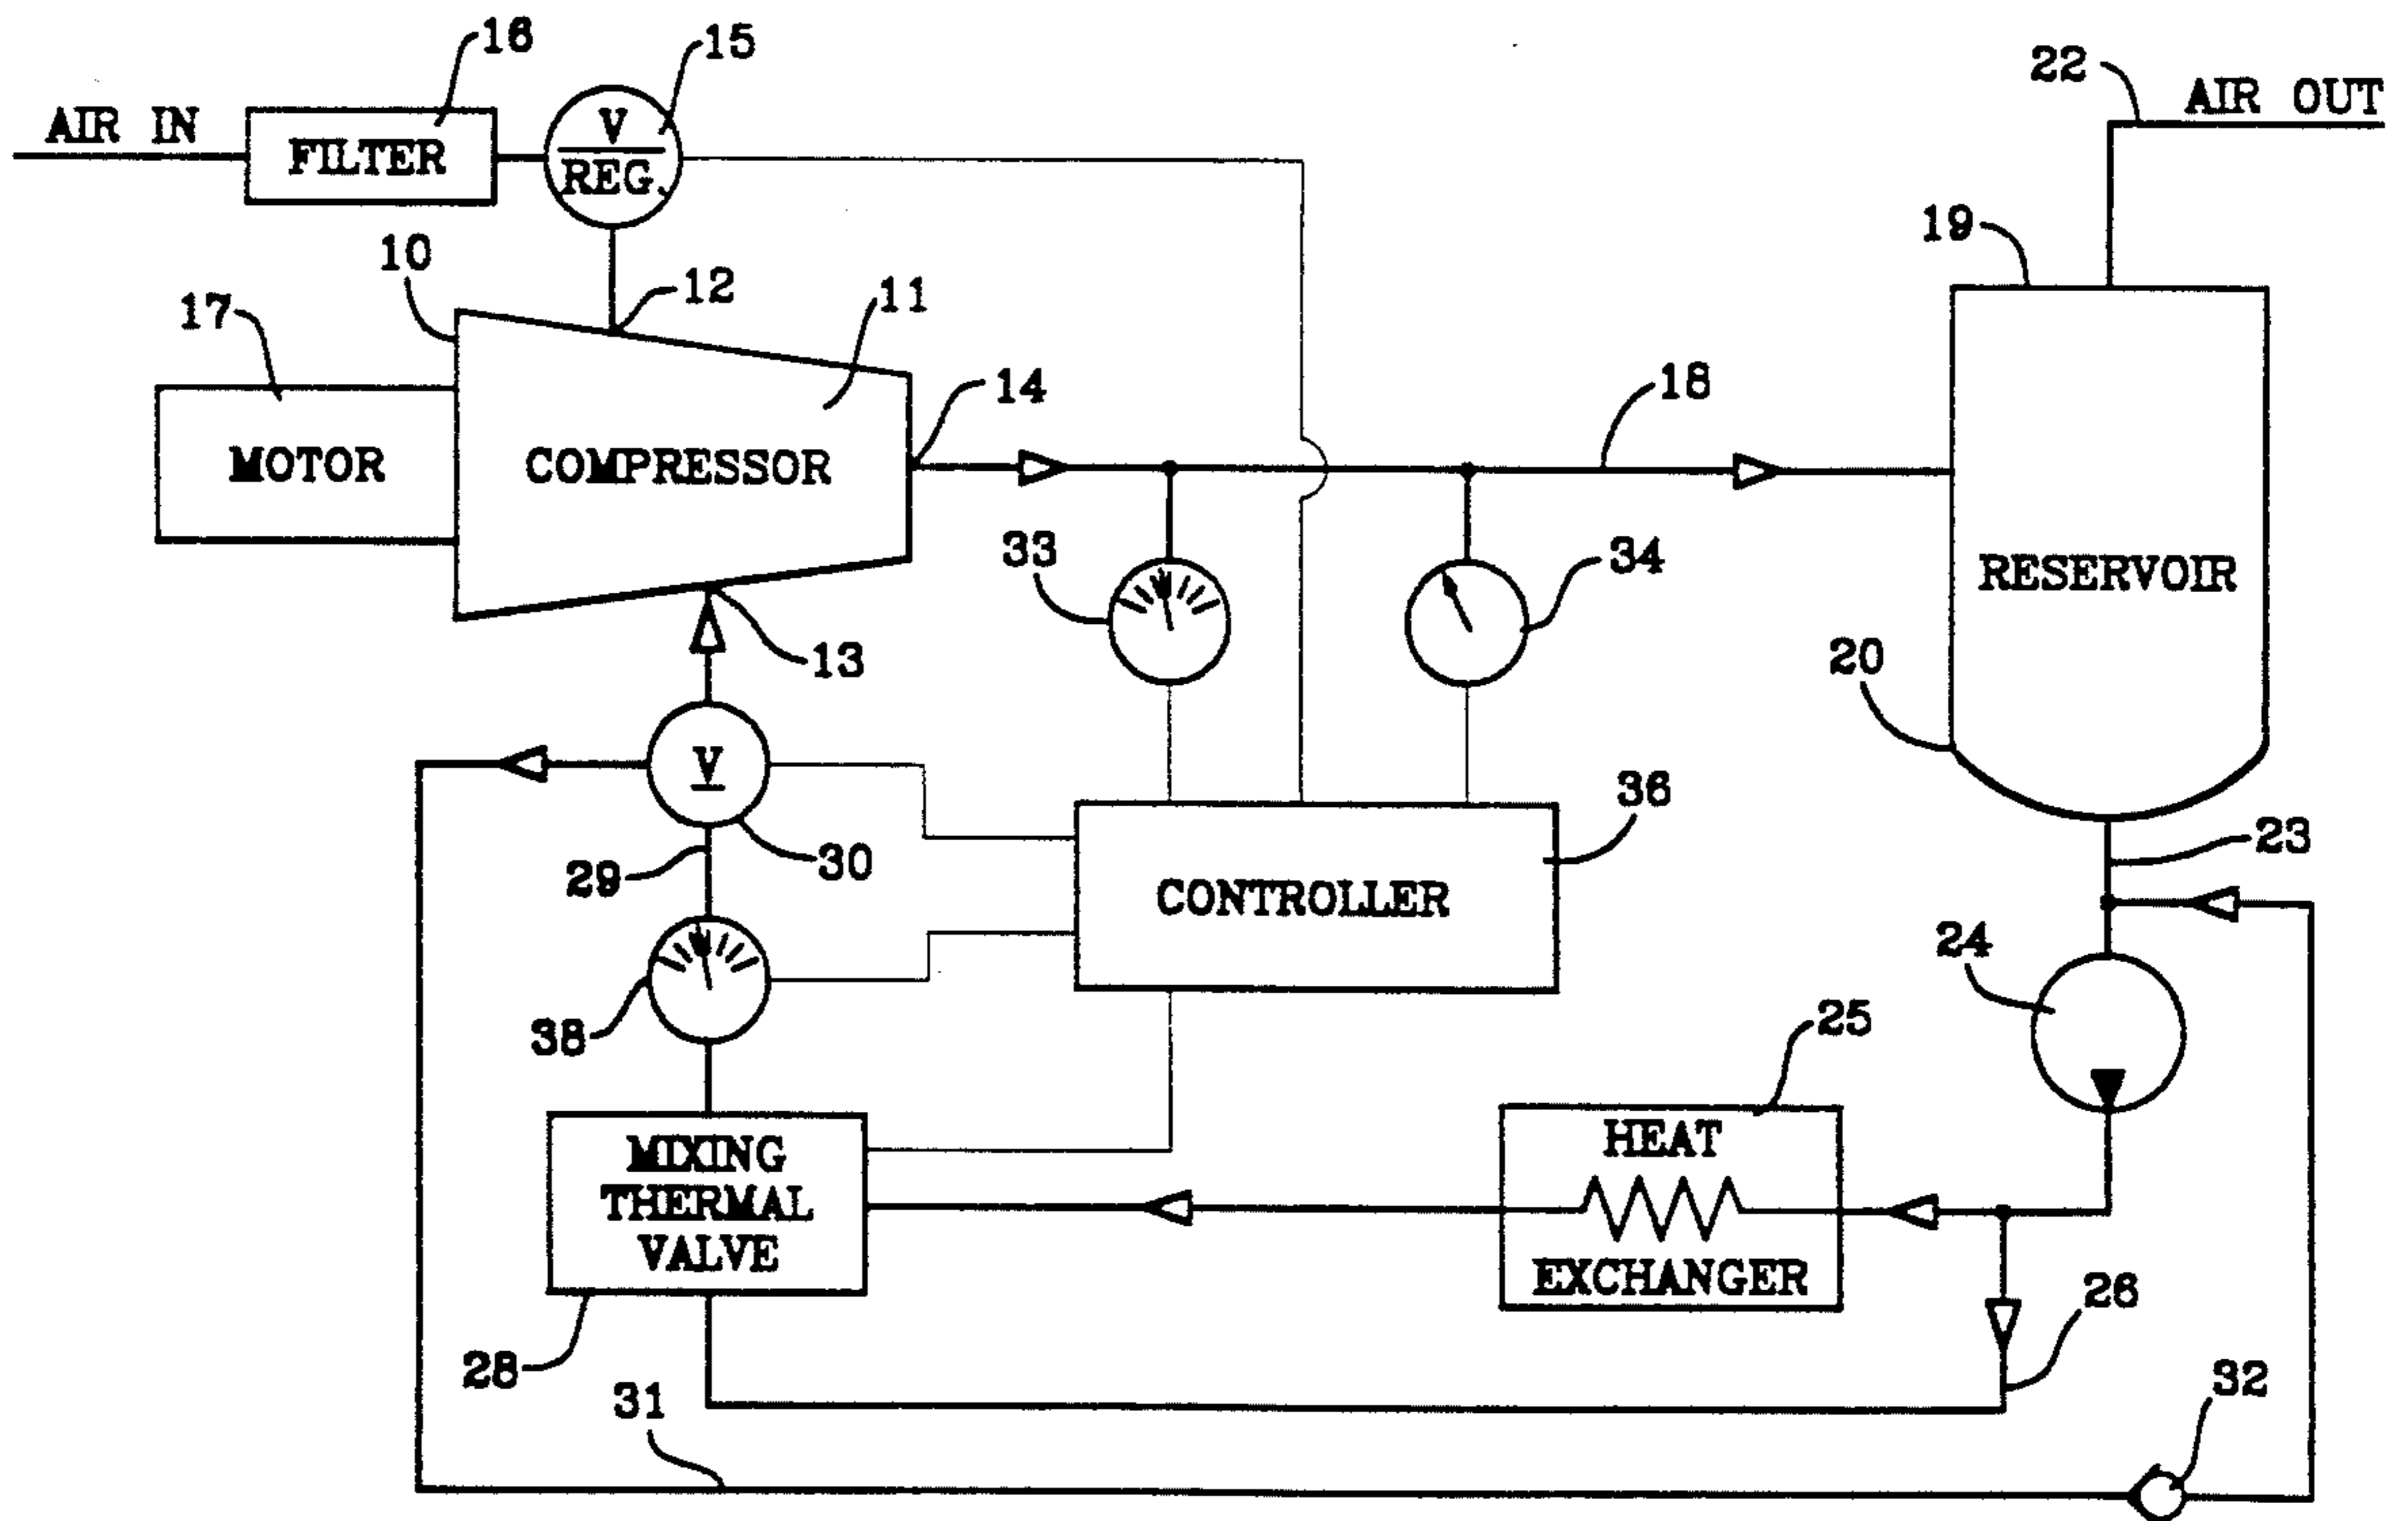 16
15
22
AIR IN
FILTER
V
REG.
AIR OUT
10
12
11
19
17
14
18
MOTOR
COMPRESSOR
33
34
RESERVOIR
13
20
V
36
29
30
CONTROLLER
23
24
38
25
MIXING
THERMAL
VALVE
HEAT
EXCHANGER
26
28
31
32